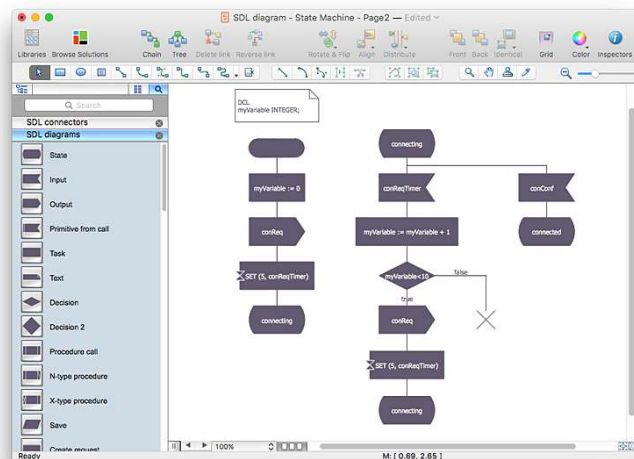 SDL diagram - State Machine - Page2 — Edited
Libraries Browse Solutions Chain Tree Delete link Reverse link Rotate & Flip Align Distribute Front Back Identical Grid Color Inspectors
Search
SDL connectors
SDL diagrams
State
Input
Output
Primitive from call
Task
Text
Decision
Decision 2
Procedure call
N-type procedure
X-type procedure
Save
Create request
DCL
myVariable INTEGER;
myVariable := 0
conReq
SET (5, conReqTimer)
connecting
connecting
conReqTimer
conConf
myVariable := myVariable + 1
connected
myVariable<10
false
true
conReq
SET (5, conReqTimer)
connecting
100%
Ready
M: [ 0.69, 2.65 ]